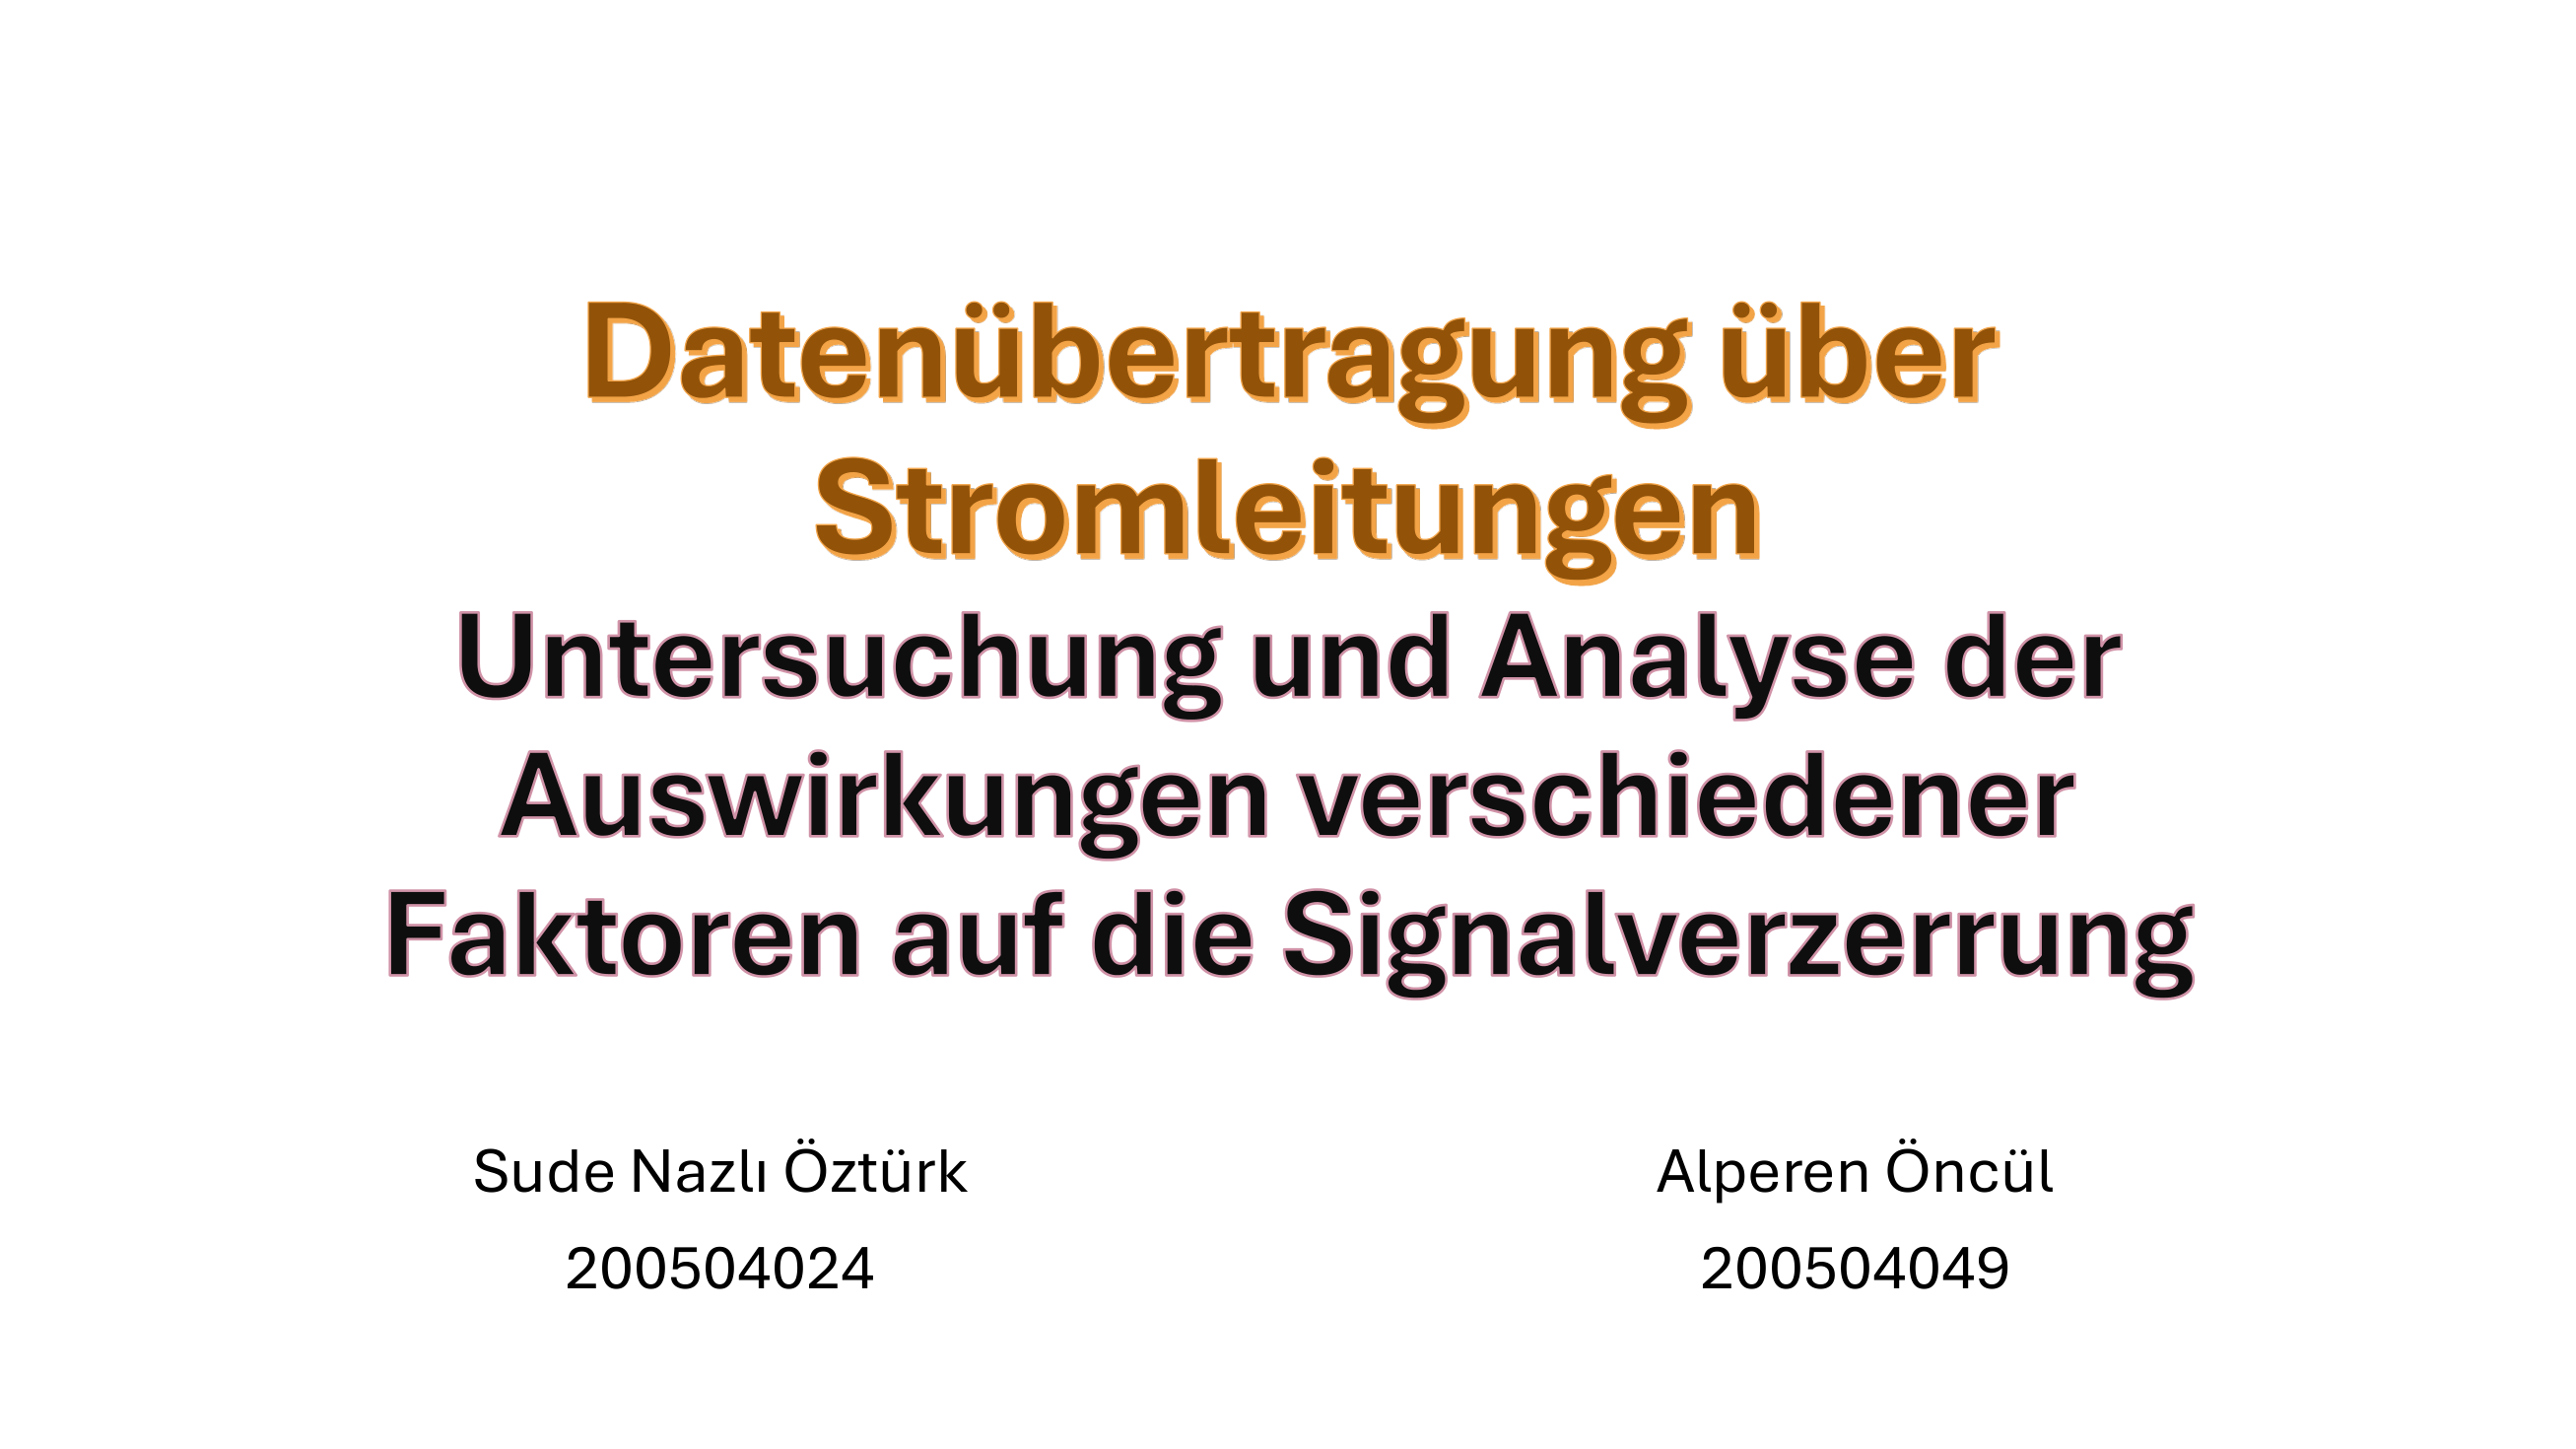 Datenübertragung über
Stromleitungen
Untersuchung und Analyse der
Auswirkungen verschiedener
Faktoren auf die Signalverzerrung
Sude Nazlı Öztürk
200504024
Alperen Öncül
200504049